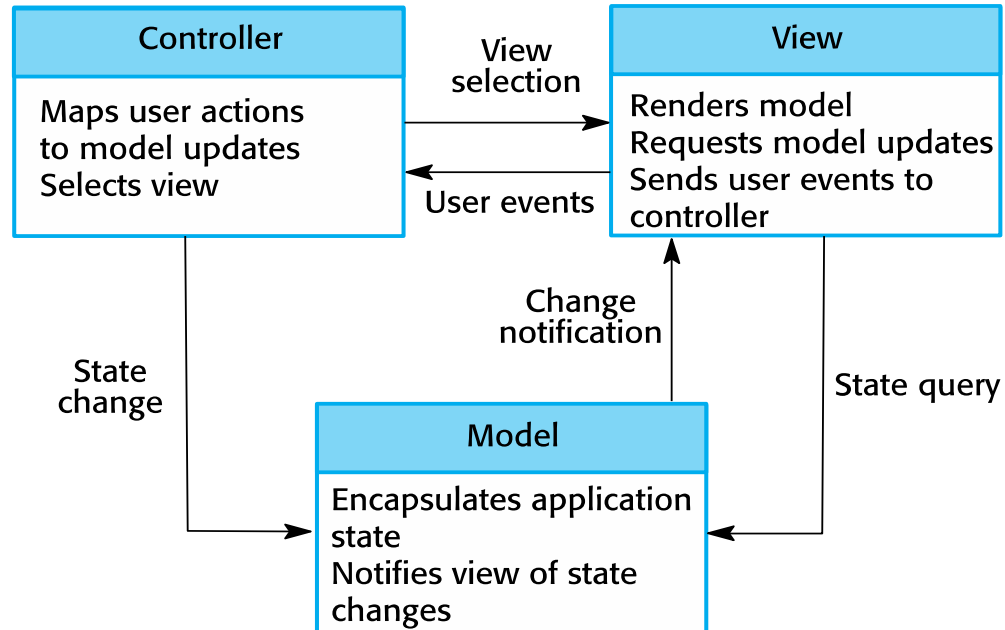 Controller
Maps user actions
to model updates
Selects view
View
selection
User events
View
Renders model
Requests model updates
Sends user events to
controller
Change
notification
State
change
State query
Model
Encapsulates application
state
Notifies view of state
changes